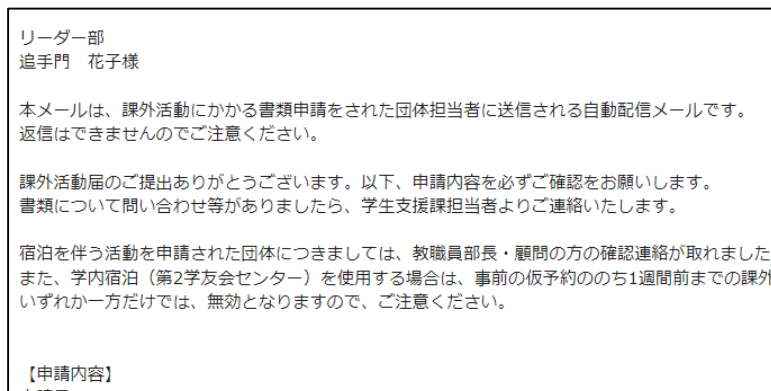 リーダー部
追手門　花子様
本メールは、課外活動にかかる書類申請をされた団体担当者に送信される自動配信メールです。
返信はできませんのでご注意ください。
課外活動届のご提出ありがとうございます。以下、申請内容を必ずご確認をお願いします。
書類について問い合わせ等がありましたら、学生支援課担当者よりご連絡いたします。
宿泊を伴う活動を申請された団体につきましては、教職員部長・顧問の方の確認連絡が取れました
また、学内宿泊（第2学友会センター）を使用する場合は、事前の仮予約ののち1週間前までの課外
いずれか一方だけでは、無効となりますので、ご注意ください。
【申請内容】